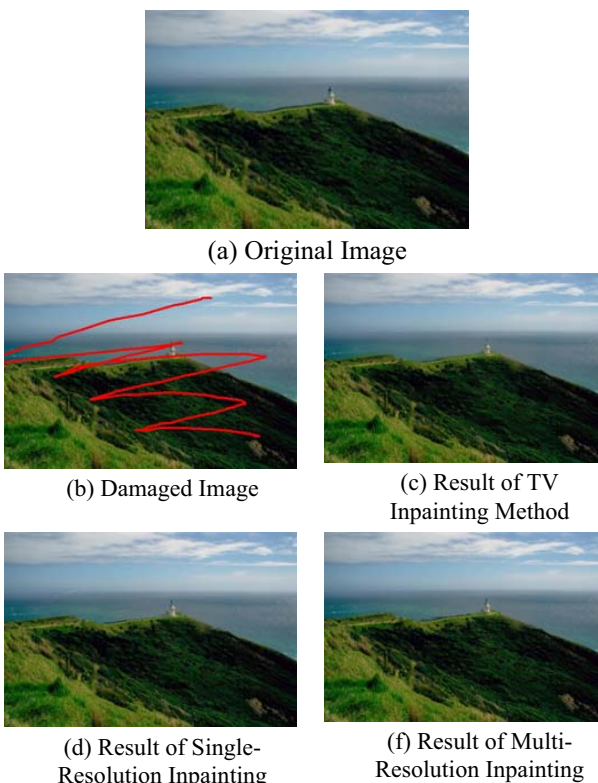 (a) Original Image
(b) Damaged Image
(c) Result of TV
Inpainting Method
(d) Result of Single-
Resolution Inpainting
(f) Result of Multi-
Resolution Inpainting